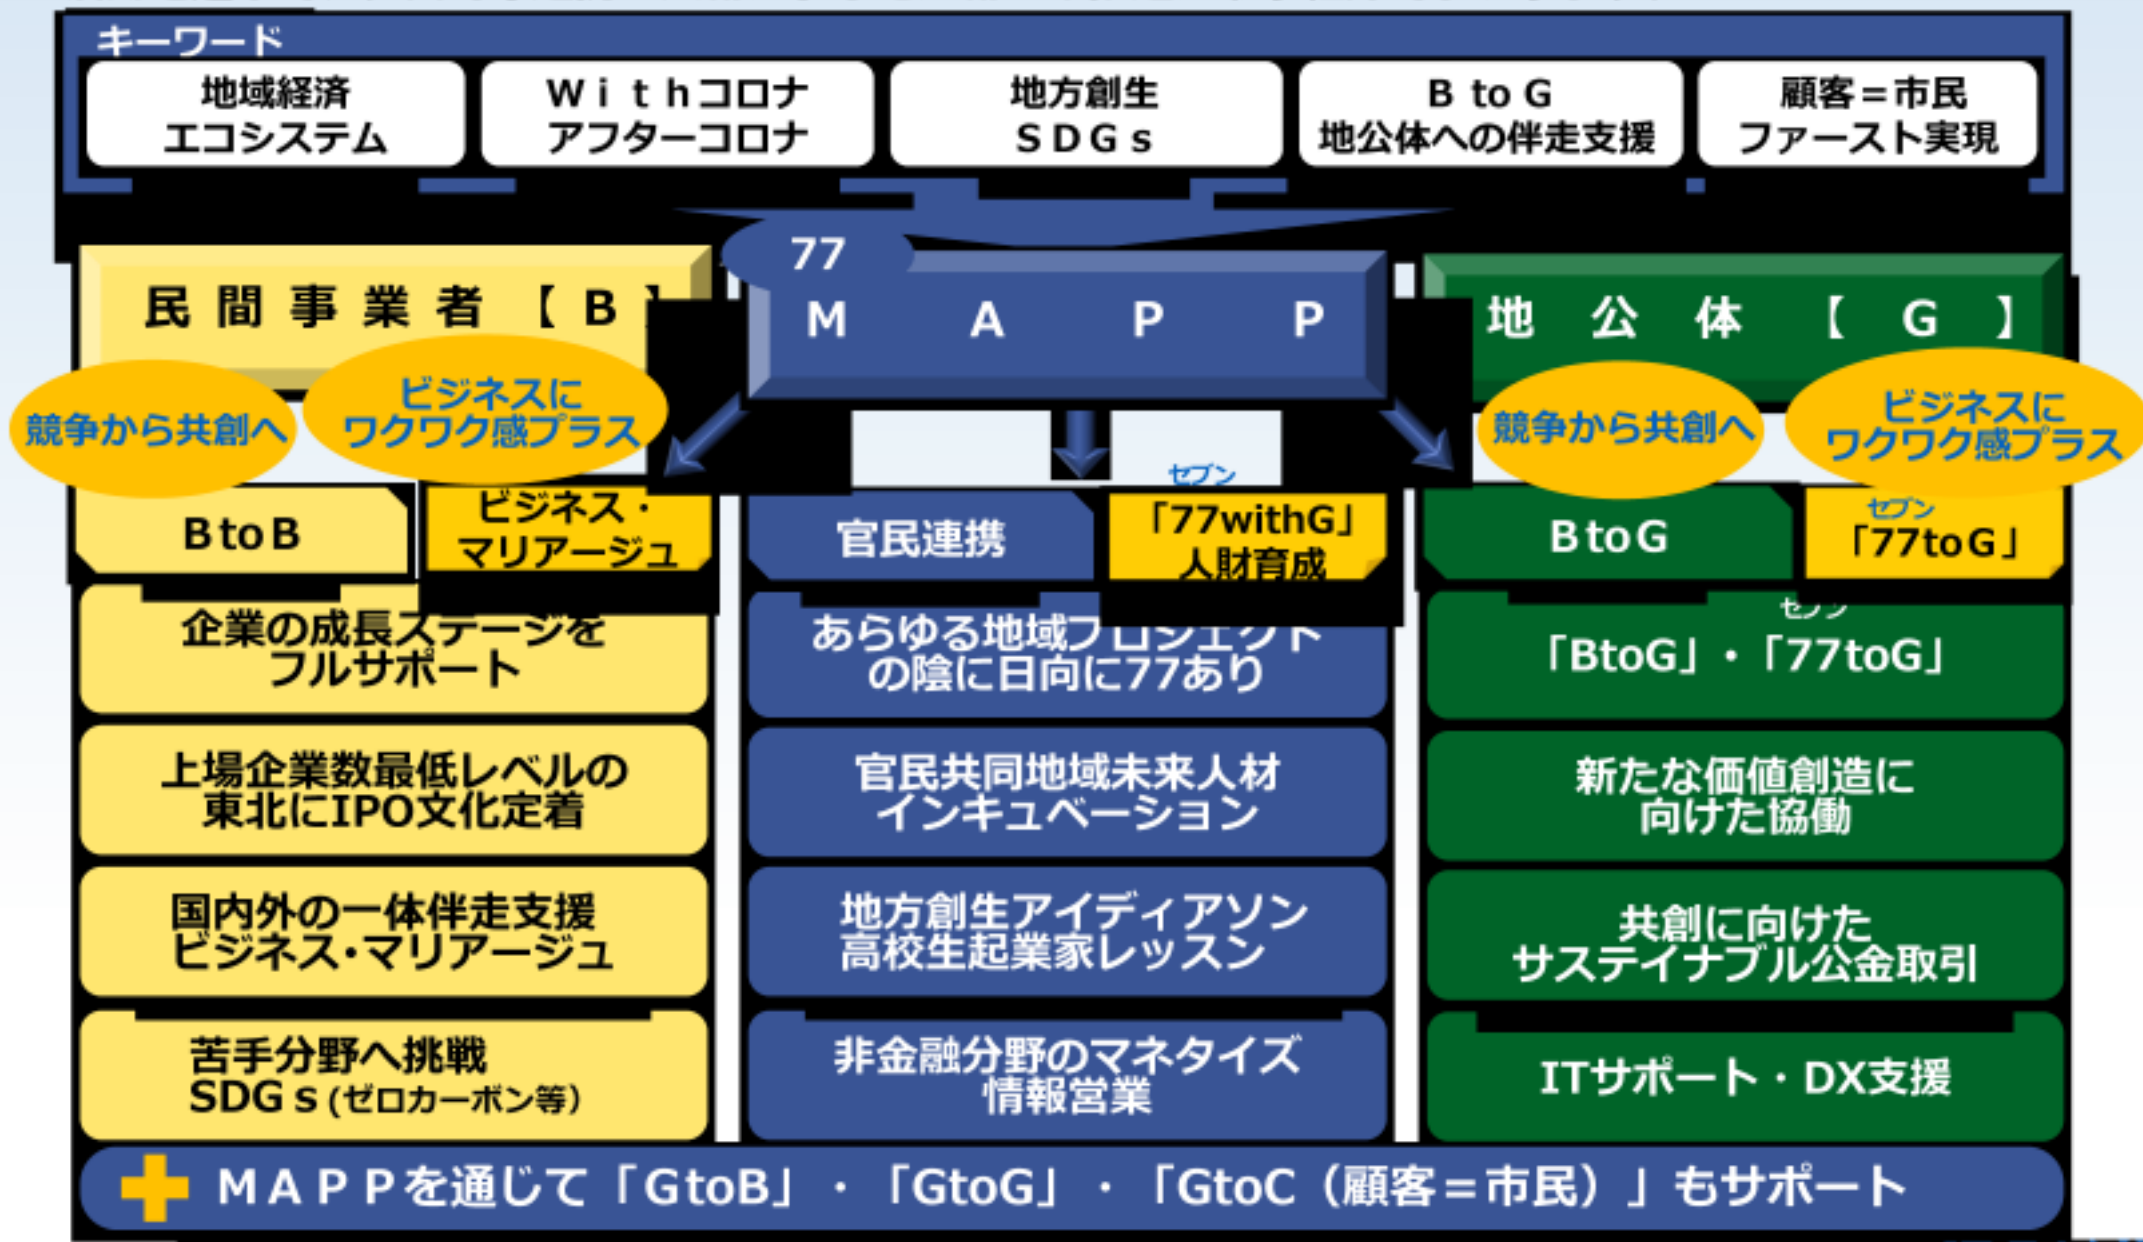 キーワード
地域経済
エコシステム
Ｗｉｔｈコロナ
アフターコロナ
地方創生
ＳＤＧｓ
B to G
地公体への伴走支援
顧客＝市民
ファースト実現
民間事業者【B】
77
MAPP
地公体【G】
競争から共創へ
ビジネスに
ワクワク感プラス
競争から共創へ
ビジネスに
ワクワク感プラス
BtoB
ビジネス・
マリアージュ
官民連携
セブン
「77withG」
人財育成
BtoG
セブン
「77toG」
企業の成長ステージを
フルサポート
上場企業数最低レベルの
東北にIPO文化定着
国内外の一体伴走支援
ビジネス・マリアージュ
苦手分野へ挑戦
SDGｓ(ゼロカーボン等）
あらゆる地域プロジェクト
の陰に日向に77あり
官民共同地域未来人材
インキュベーション
地方創生アイディアソン
高校生起業家レッスン
非金融分野のマネタイズ
情報営業
セブン
「BtoG」・「77toG」
新たな価値創造に
向けた協働
共創に向けた
サステイナブル公金取引
ITサポート・DX支援
ＭＡＰＰを通じて「GtoB」・「GtoG」・「GtoC（顧客＝市民）」もサポート